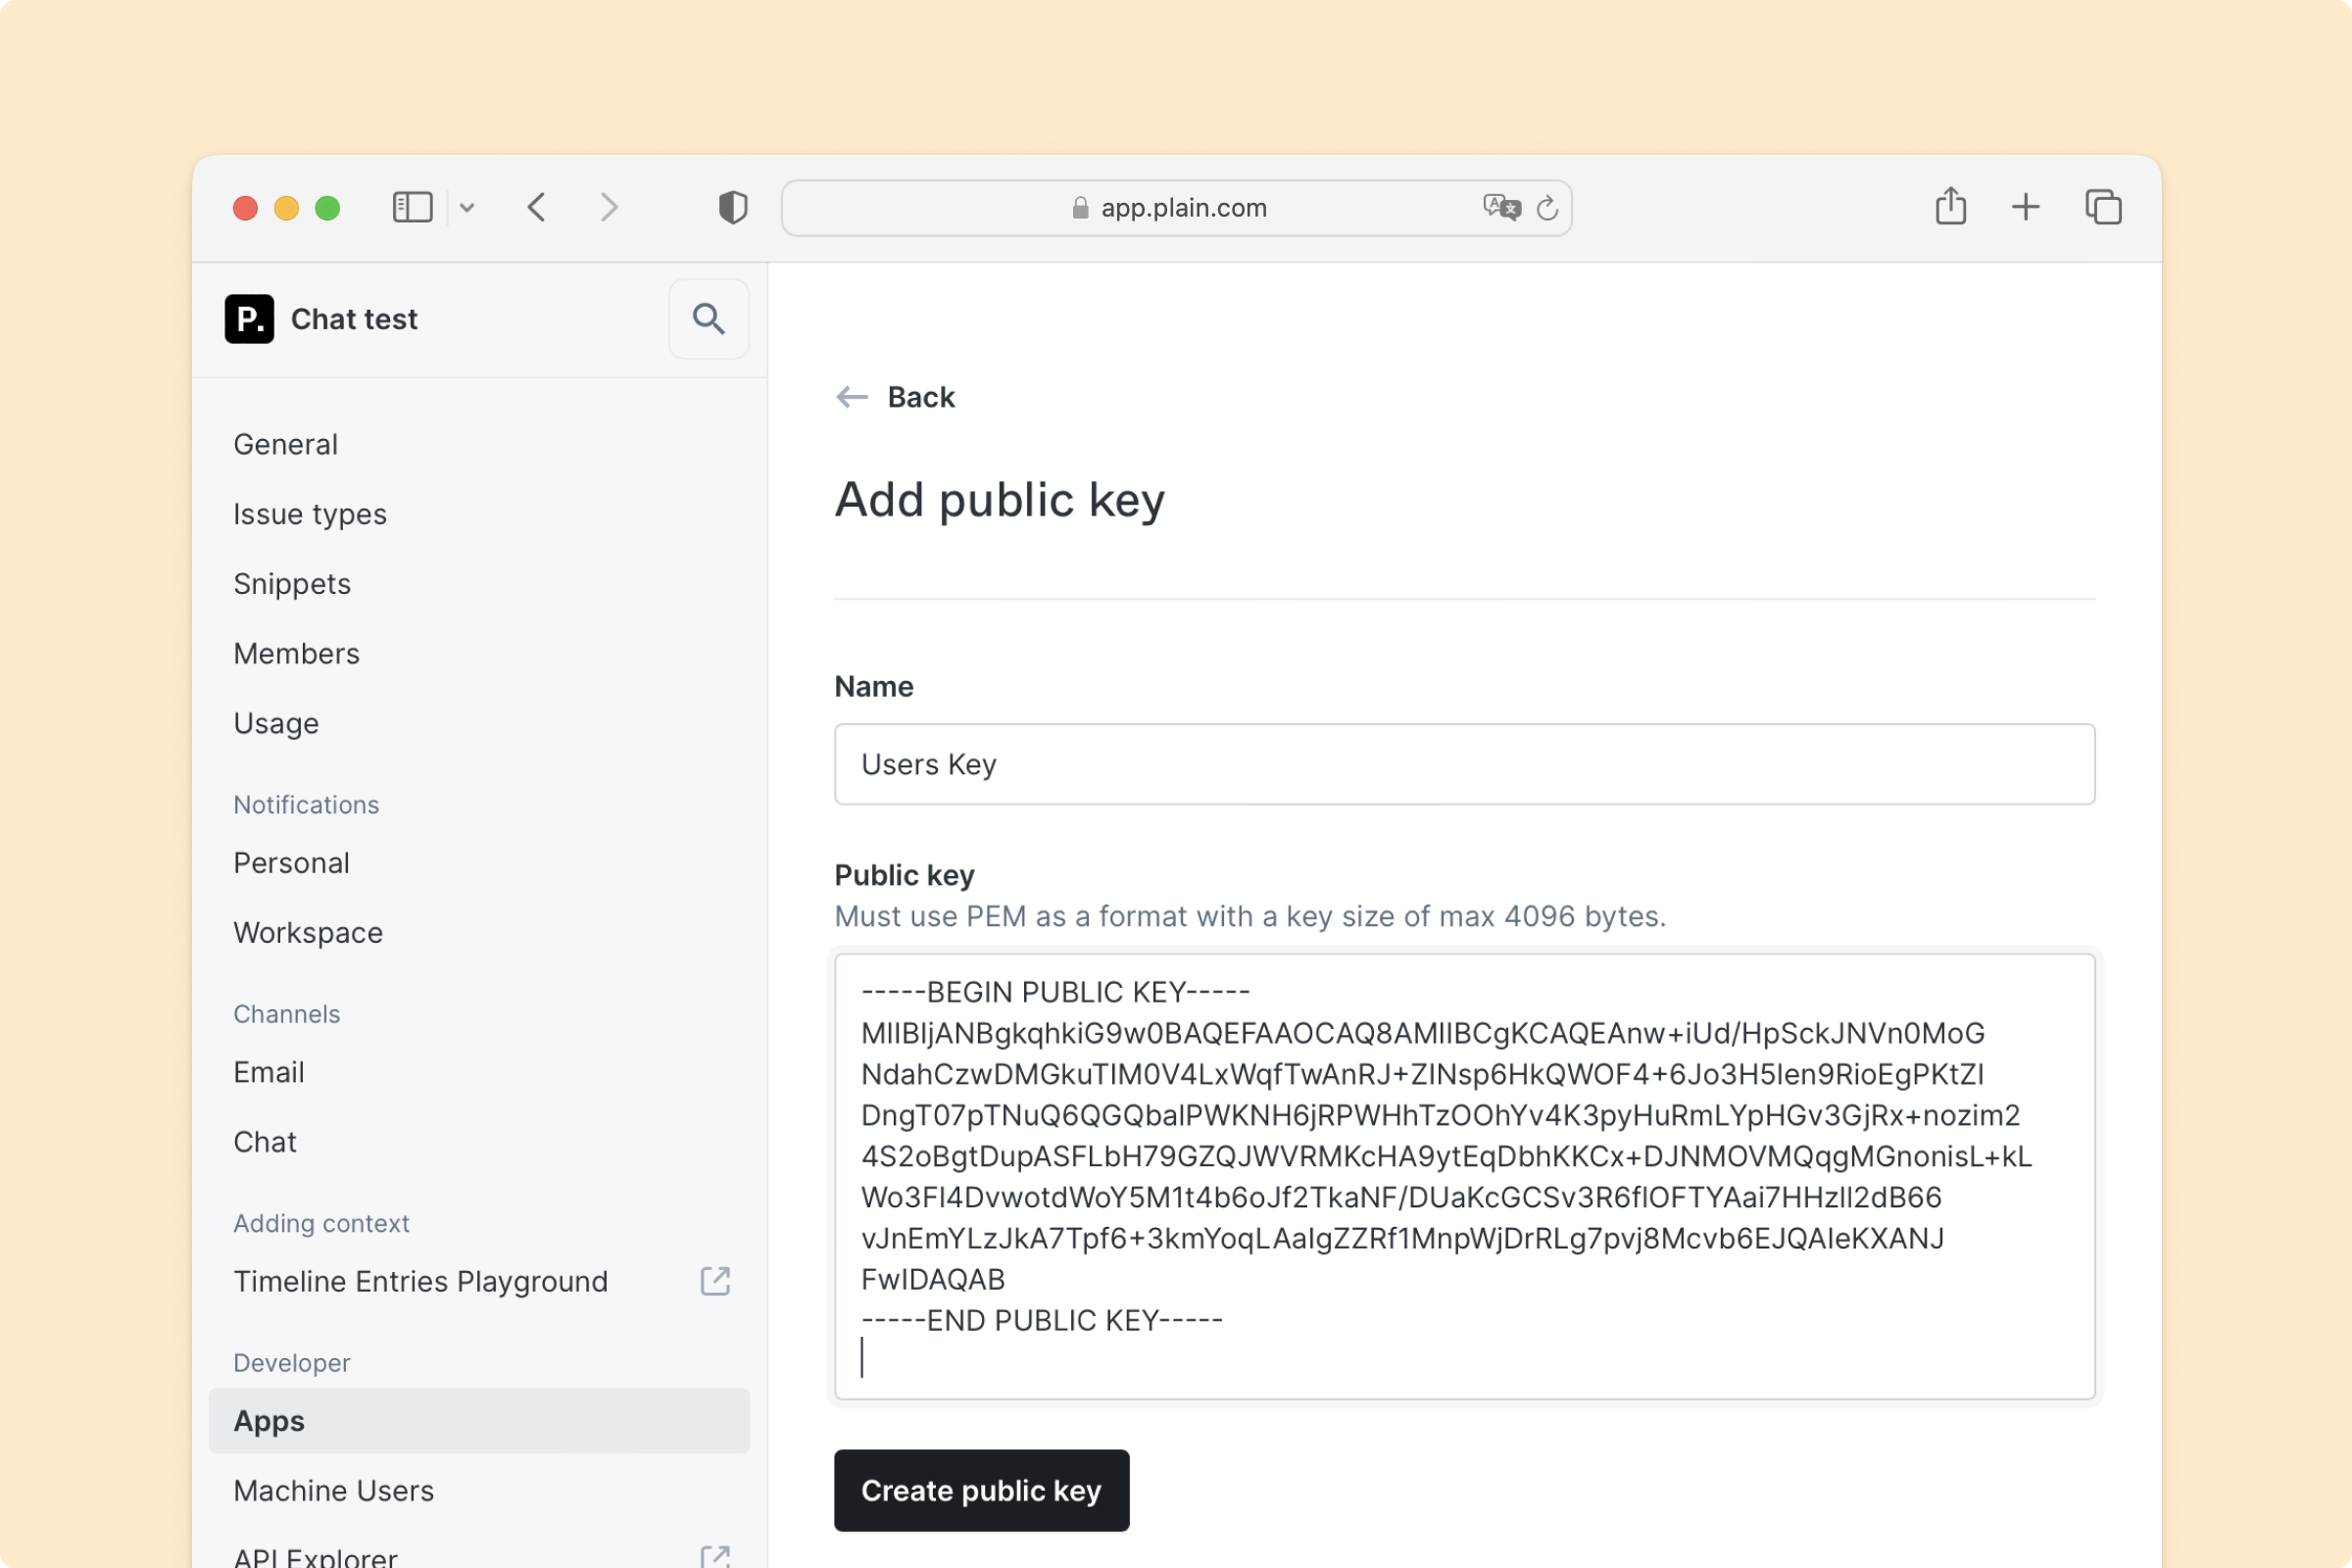 app.plain.com
P. Chat test
General
Issue types
Snippets
Members
Usage
Notifications
Personal
Workspace
Channels
Email
Chat
Adding context
Timeline Entries Playground
Developer
Apps
Machine Users
API Explorer
Back
Add public key
Name
Users Key
Public key
Must use PEM as a format with a key size of max 4096 bytes.
-----BEGIN PUBLIC KEY-----
MIIBIjANBgkqhkiG9w0BAQEFAAOCAQ8AMIIBCgKCAQEAnw+iUd/HpSckJNVn0MoG
NdahCzwDMGkuTIM0V4LxWqfTwAnRJ+ZINsp6HkQWOF4+6Jo3H5Ien9RioEgPKtZI
DngT07pTNuQ6QGQbalPWKNH6jRPWHhTzOOhYv4K3pyHuRmLYpHGv3GjRx+nozim2
4S2oBgtDupASFLbH79GZQJWVRMKcHA9ytEqDbhKKCx+DJNMOVMQqgMGnonisL+kL
Wo3Fl4DvwotdWoY5M1t4b6oJf2TkaNF/DUaKcGCSv3R6flOFTYAai7HHzlI2dB66
vJnEmYLzJkA7Tpf6+3kmYoqLAaIgZZRf1MnpWjDrRLg7pvj8Mcvb6EJQAIeKXANJ
FwIDAQAB
-----END PUBLIC KEY-----
Create public key